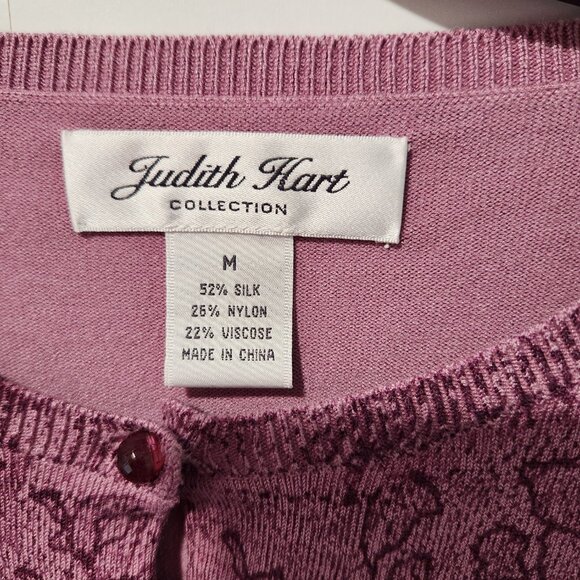 Judith Hart
COLLECTION
M
52% SILK
26% NYLON
22% VISCOSE
MADE IN CHINA